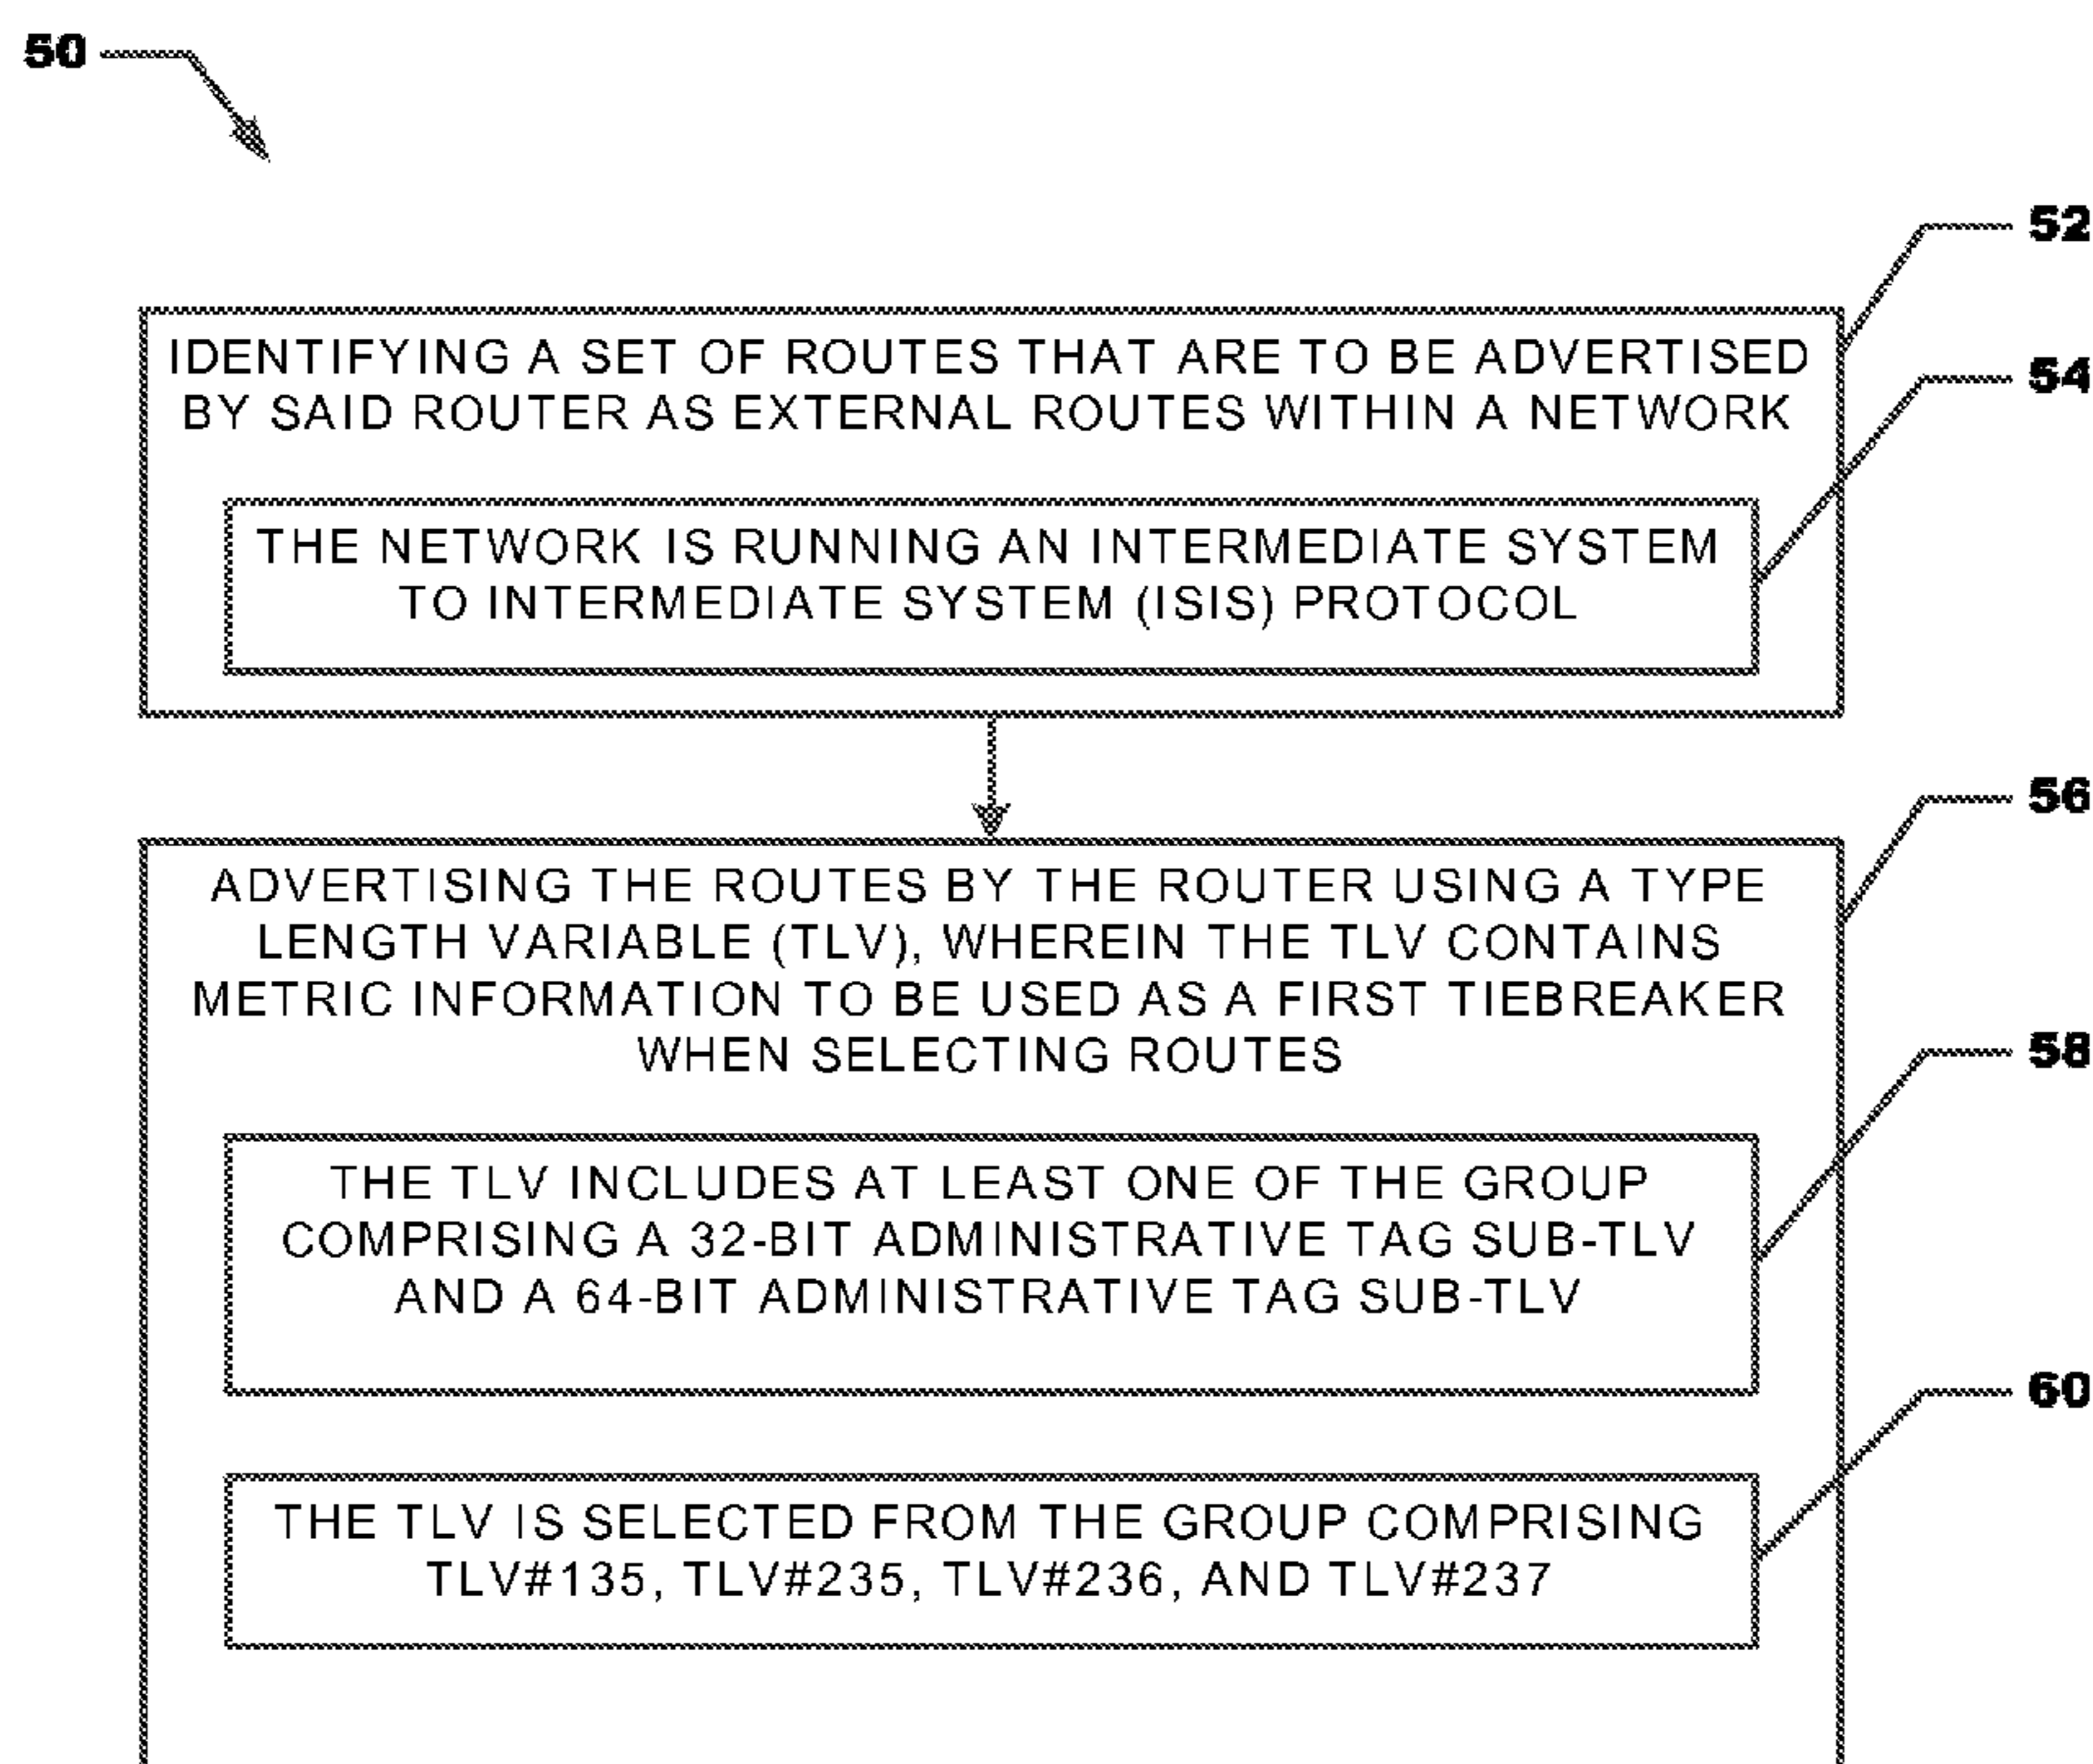 50
52
IDENTIFYING A SET OF ROUTES THAT ARE TO BE ADVERTISED
BY SAID ROUTER AS EXTERNAL ROUTES WITHIN A NETWORK
54
THE NETWORK IS RUNNING AN INTERMEDIATE SYSTEM
TO INTERMEDIATE SYSTEM (ISIS) PROTOCOL
56
ADVERTISING THE ROUTES BY THE ROUTER USING A TYPE
LENGTH VARIABLE (TLV), WHEREIN THE TLV CONTAINS
METRIC INFORMATION TO BE USED AS A FIRST TIEBREAKER
WHEN SELECTING ROUTES
58
THE TLV INCLUDES AT LEAST ONE OF THE GROUP
COMPRISING A 32-BIT ADMINISTRATIVE TAG SUB-TLV
AND A 64-BIT ADMINISTRATIVE TAG SUB-TLV
60
THE TLV IS SELECTED FROM THE GROUP COMPRISING
TLV#135, TLV#235, TLV#236, AND TLV#237